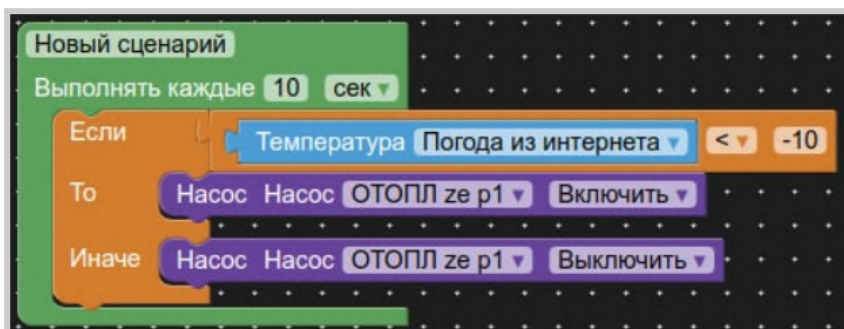 Новый сценарий
Выполнять каждые 10 сек
Если Температура Погода из интернета < -10
То Насос Насос ОТОПЛ ze p1 Включить
Иначе Насос Насос ОТОПЛ ze p1 Выключить